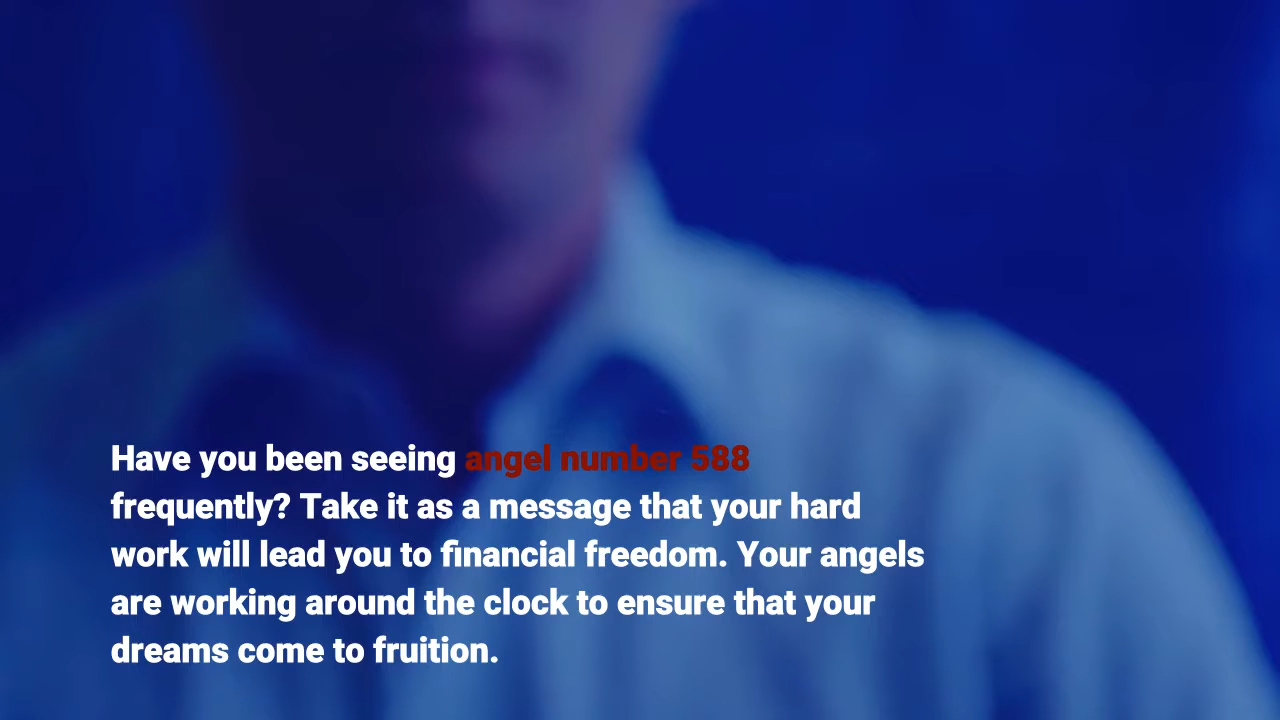 Have you been seeing angel number 588
frequently? Take it as a message that your hard
work will lead you to financial freedom. Your angels
are working around the clock to ensure that your
dreams come to fruition.